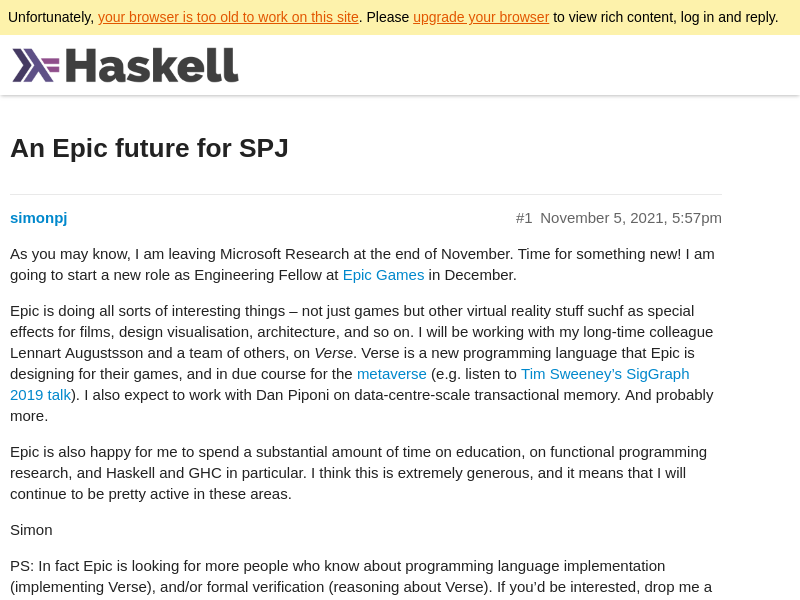 Unfortunately, your browser is too old to work on this site. Please upgrade your browser to view rich content, log in and reply.
Haskell
An Epic future for SPJ
simonpj #1 November 5, 2021, 5:57pm
As you may know, I am leaving Microsoft Research at the end of November. Time for something new! I am
going to start a new role as Engineering Fellow at Epic Games in December.
Epic is doing all sorts of interesting things – not just games but other virtual reality stuff suchf as special
effects for films, design visualisation, architecture, and so on. I will be working with my long-time colleague
Lennart Augustsson and a team of others, on Verse. Verse is a new programming language that Epic is
designing for their games, and in due course for the metaverse (e.g. listen to Tim Sweeney’s SigGraph
2019 talk). I also expect to work with Dan Piponi on data-centre-scale transactional memory. And probably
more.
Epic is also happy for me to spend a substantial amount of time on education, on functional programming
research, and Haskell and GHC in particular. I think this is extremely generous, and it means that I will
continue to be pretty active in these areas.
Simon
PS: In fact Epic is looking for more people who know about programming language implementation
(implementing Verse), and/or formal verification (reasoning about Verse). If you’d be interested, drop me a